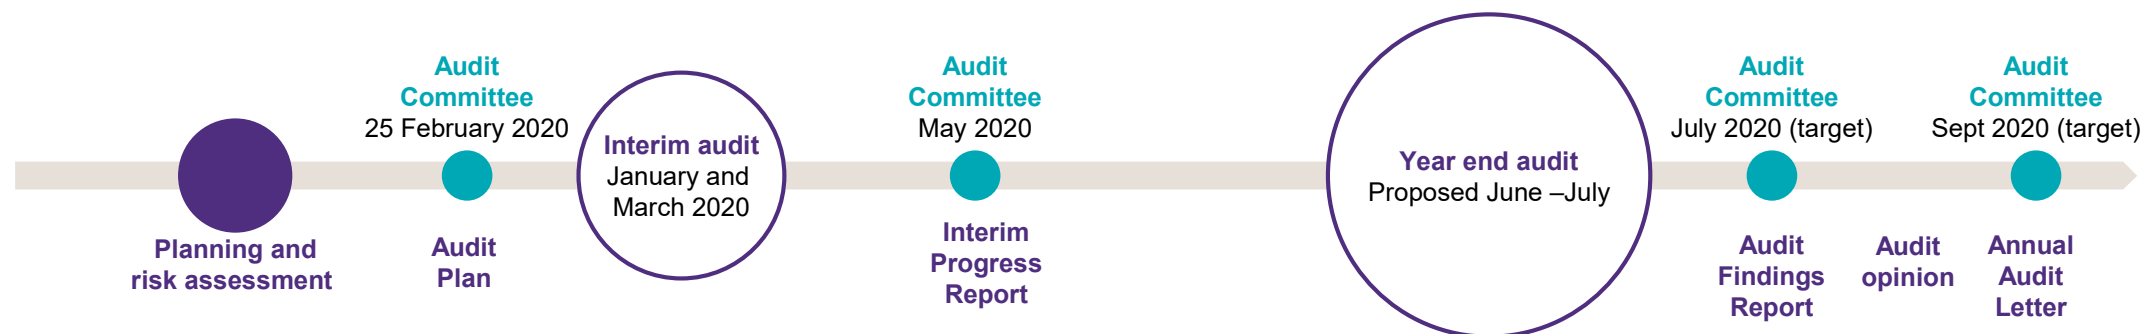 Planning and
risk assessment
Audit
Committee
25 February 2020
Audit
Plan
Interim audit
January and
March 2020
Audit
Committee
May 2020
Interim
Progress
Report
Year end audit
Proposed June –July
Audit
Committee
July 2020 (target)
Audit
Findings
Report
Audit
opinion
Audit
Committee
Sept 2020 (target)
Annual
Audit
Letter